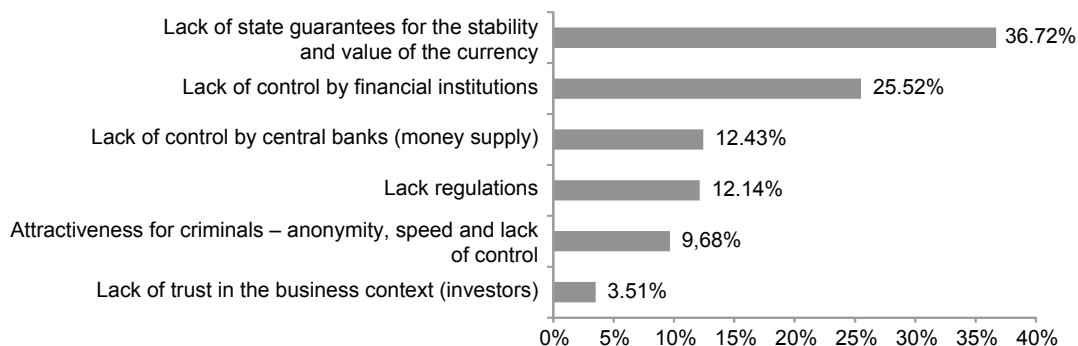 Lack of state guarantees for the stability
and value of the currency
36.72%
Lack of control by financial institutions
25.52%
Lack of control by central banks (money supply)
12.43%
Lack regulations
12.14%
Attractiveness for criminals – anonymity, speed and lack
of control
9,68%
Lack of trust in the business context (investors)
3.51%
0% 5% 10% 15% 20% 25% 30% 35% 40%